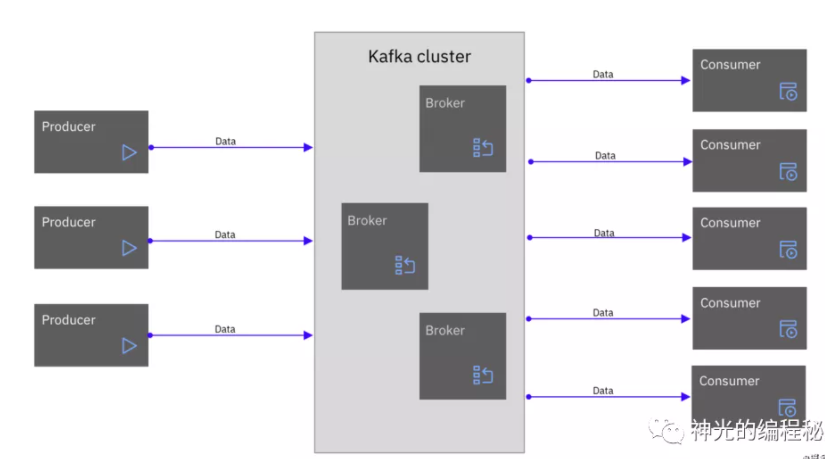 Kafka cluster
Producer
Data
Producer
Data
Producer
Data
Broker
Broker
Broker
Data
Consumer
Data
Consumer
Data
Consumer
Data
Consumer
Data
Consumer
神光的编程秘